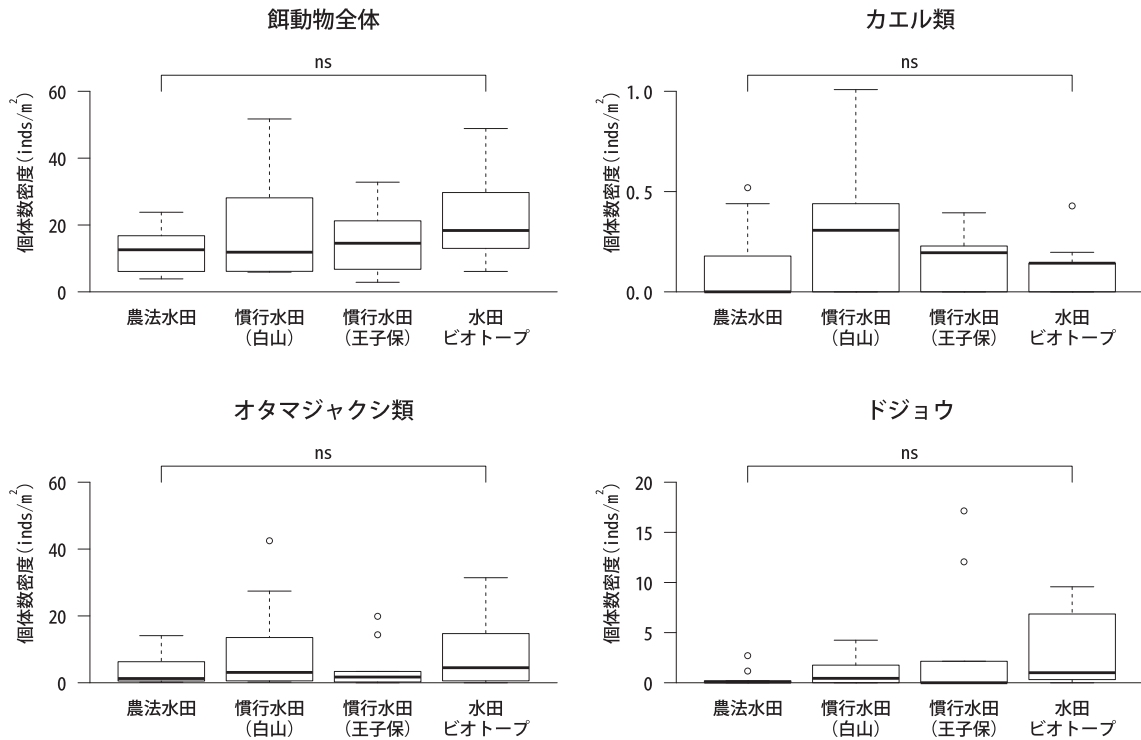 餌動物全体
ns
個体数密度(inds/m²)
60
40
20
0
農法水田
慣行水田
(白山)
慣行水田
(王子保)
水田
ビオトープ
カエル類
ns
個体数密度(inds/m²)
1.0
0.5
0.0
農法水田
慣行水田
(白山)
慣行水田
(王子保)
水田
ビオトープ
オタマジャクシ類
ns
個体数密度(inds/m²)
60
40
20
0
農法水田
慣行水田
(白山)
慣行水田
(王子保)
水田
ビオトープ
ドジョウ
ns
個体数密度(inds/m²)
20
15
10
5
0
農法水田
慣行水田
(白山)
慣行水田
(王子保)
水田
ビオトープ